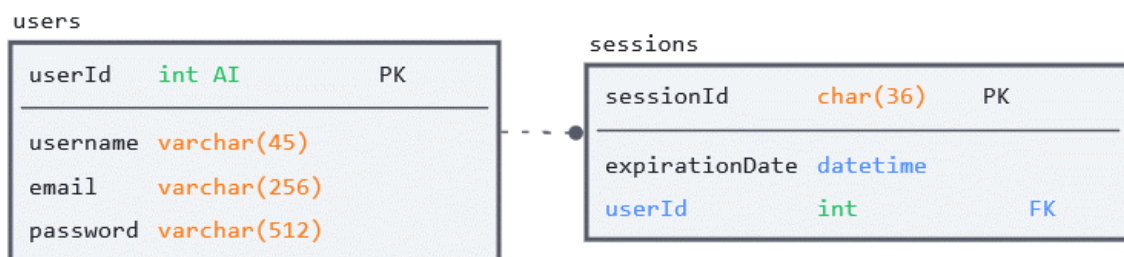 users
userId int AI PK
username varchar(45)
email varchar(256)
password varchar(512)
sessions
sessionId char(36) PK
expirationDate datetime
userId int FK